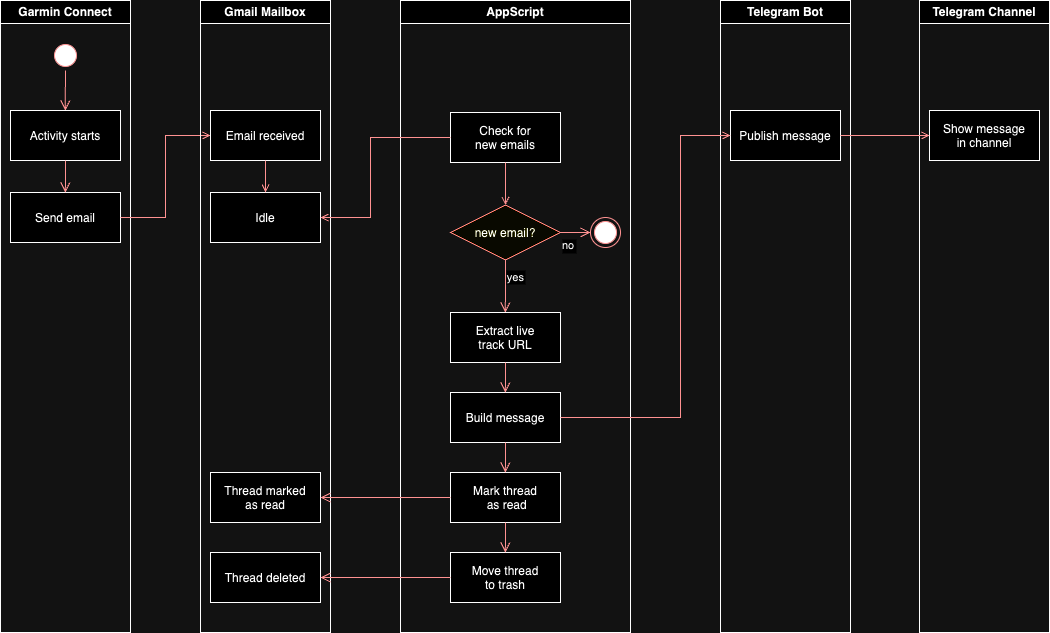 Garmin Connect
Gmail Mailbox
AppScript
Telegram Bot
Telegram Channel
Activity starts
Email received
Check for
new emails
Publish message
Show message
in channel
Send email
Idle
new email?
no
yes
Extract live
track URL
Build message
Thread marked
as read
Mark thread
as read
Thread deleted
Move thread
to trash